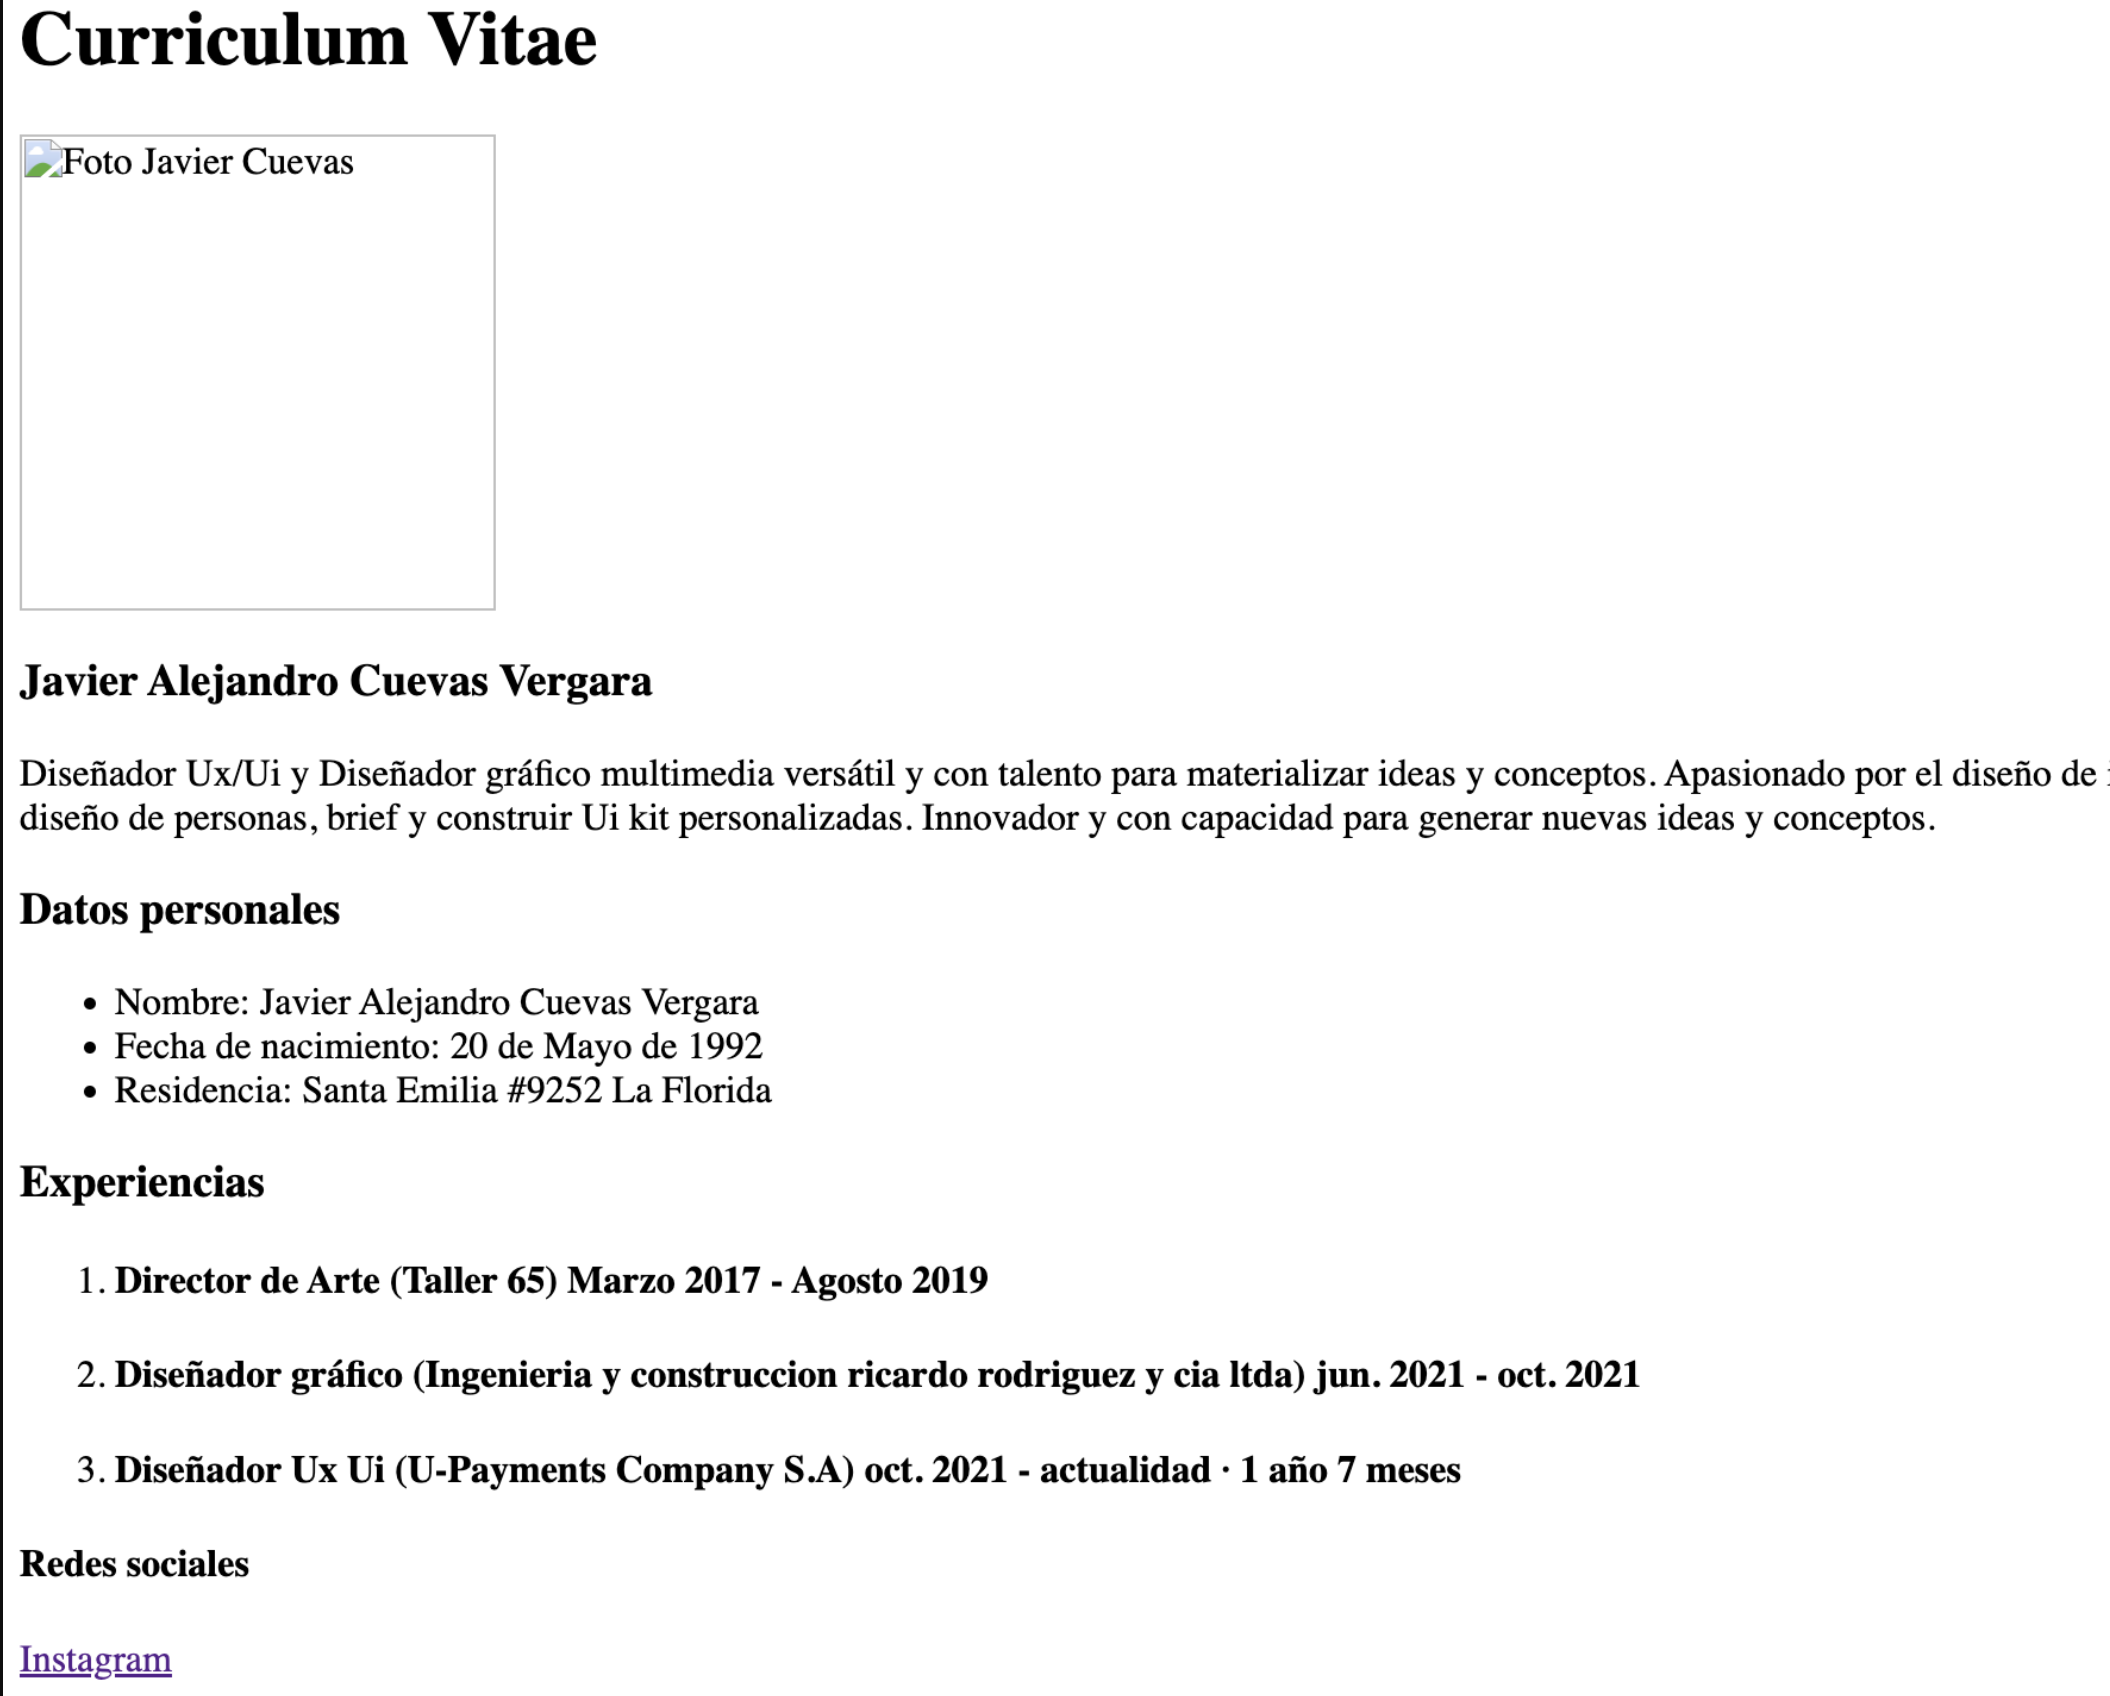 Curriculum Vitae
Foto Javier Cuevas
Javier Alejandro Cuevas Vergara
Diseñador Ux/Ui y Diseñador gráfico multimedia versátil y con talento para materializar ideas y conceptos. Apasionado por el diseño de
diseño de personas, brief y construir Ui kit personalizadas. Innovador y con capacidad para generar nuevas ideas y conceptos.
Datos personales
• Nombre: Javier Alejandro Cuevas Vergara
• Fecha de nacimiento: 20 de Mayo de 1992
• Residencia: Santa Emilia #9252 La Florida
Experiencias
1. Director de Arte (Taller 65) Marzo 2017 - Agosto 2019
2. Diseñador gráfico (Ingenieria y construccion ricardo rodriguez y cia ltda) jun. 2021 - oct. 2021
3. Diseñador Ux Ui (U-Payments Company S.A) oct. 2021 - actualidad · 1 año 7 meses
Redes sociales
Instagram